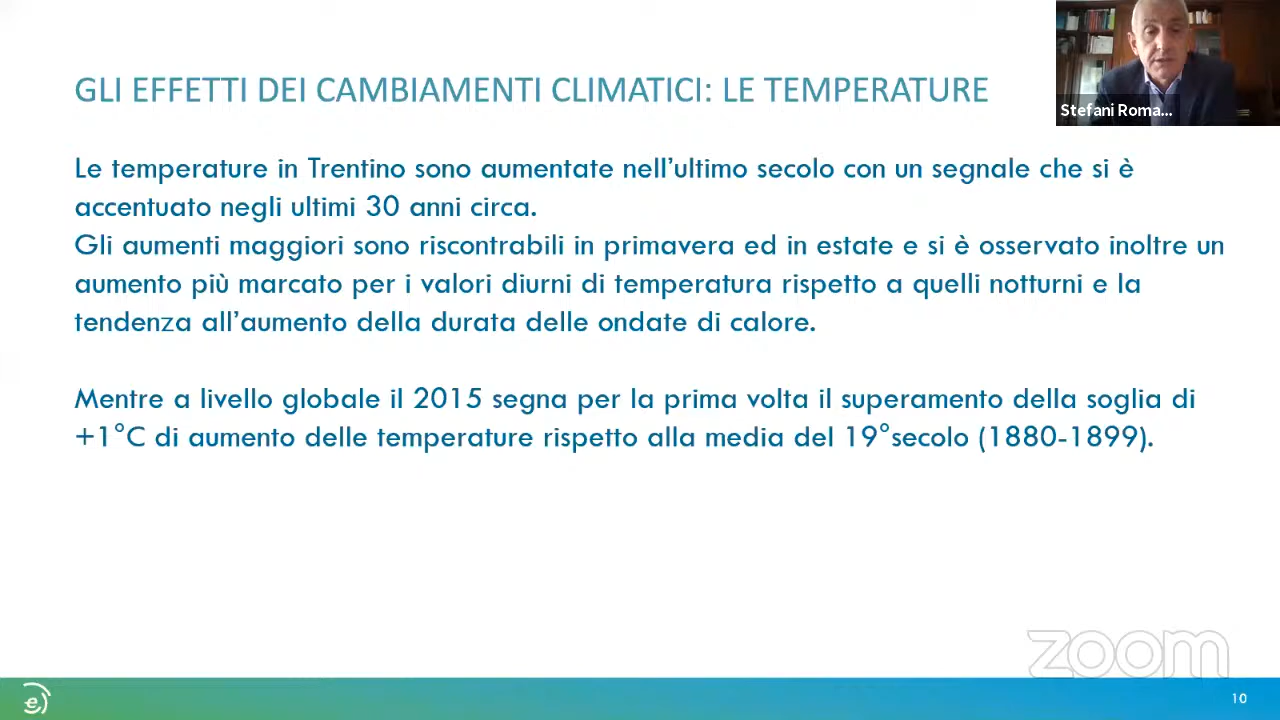 GLI EFFETTI DEI CAMBIAMENTI CLIMATICI: LE TEMPERATURE
Stefani Roma...
Le temperature in Trentino sono aumentate nell'ultimo secolo con un segnale che si è
accentuato negli ultimi 30 anni circa.
Gli aumenti maggiori sono riscontrabili in primavera ed in estate e si è osservato inoltre un
aumento più marcato per i valori diurni di temperatura rispetto a quelli notturni e la
tendenza all'aumento della durata delle ondate di calore.
Mentre a livello globale il 2015 segna per la prima volta il superamento della soglia di
+1°C di aumento delle temperature rispetto alla media del 19°secolo (1880-1899).
zoom
e
10